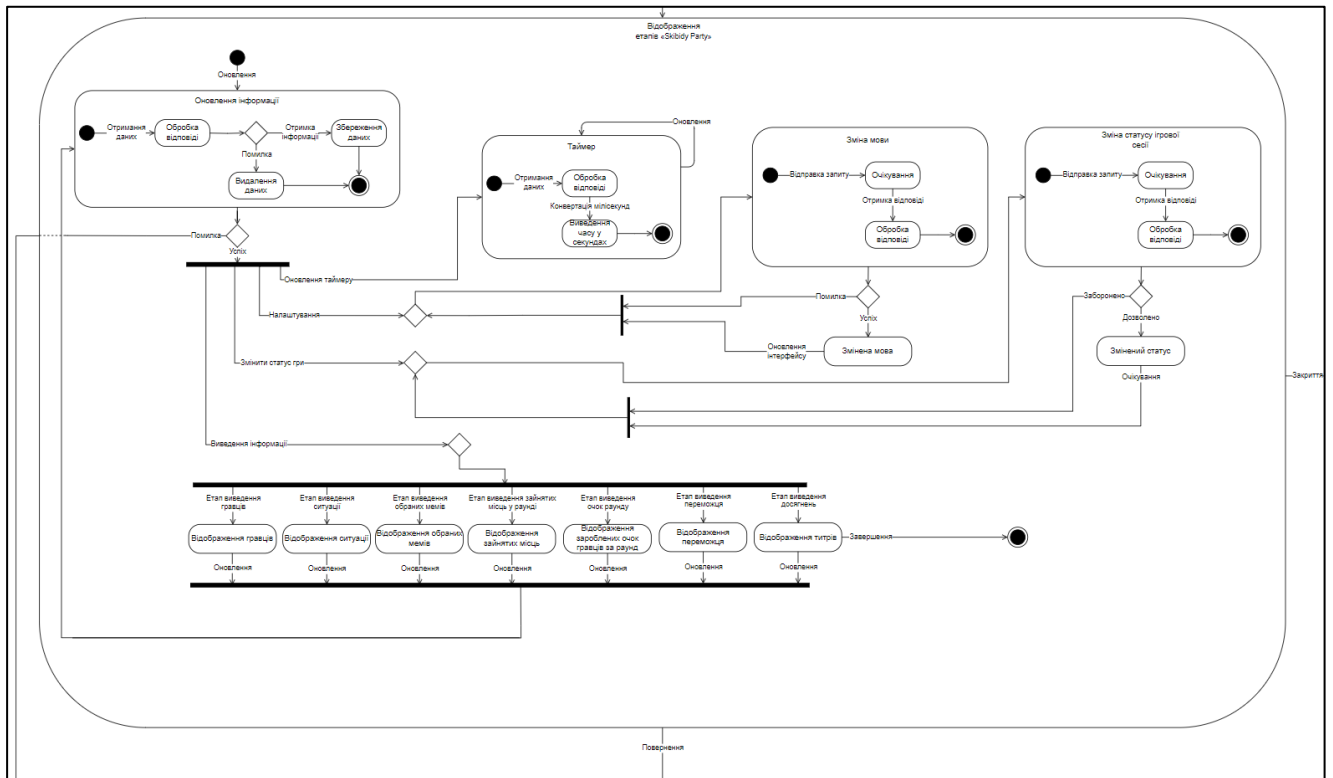 Відображення
етапів «Skibidy Party»
Оновлення
Оновлення інформації
Отримання
даних
Обробка
відповіді
Отримка
інформації
Збереження
даних
Помилка
Видалення
даних
Помилка
Успіх
Оновлення
Таймер
Отримання
даних
Обробка
відповіді
Конвертація мілісекунд
Виведення
часу у
секундах
Зміна мови
Відправка запиту
Очікування
Отримка відповіді
Обробка
відповіді
Зміна статусу ігрової
сесії
Відправка запиту
Очікування
Отримка відповіді
Обробка
відповіді
Оновлення таймеру
Налаштування
Помилка
Успіх
Оновлення
Інтерфейсу
Змінена мова
Заборонено
Дозволено
Змінений статус
Очікування
Змінити статус гри
Закриття
Виведення інформації
Етап виведення
гравців
Етап виведення
ситуації
Етап виведення
обраних мемів
Етап виведення зайнятих
місць у раунді
Етап виведення
очок раунду
Етап виведення
переможця
Етап виведення
досягнень
Відображення гравців
Відображення ситуації
Відображення обраних
мемів
Відображення
зайнятих місць
Відображення
зароблених очок
гравців за раунд
Відображення
переможця
Відображення титрів
Завершення
Оновлення
Оновлення
Оновлення
Оновлення
Оновлення
Оновлення
Оновлення
Повернення